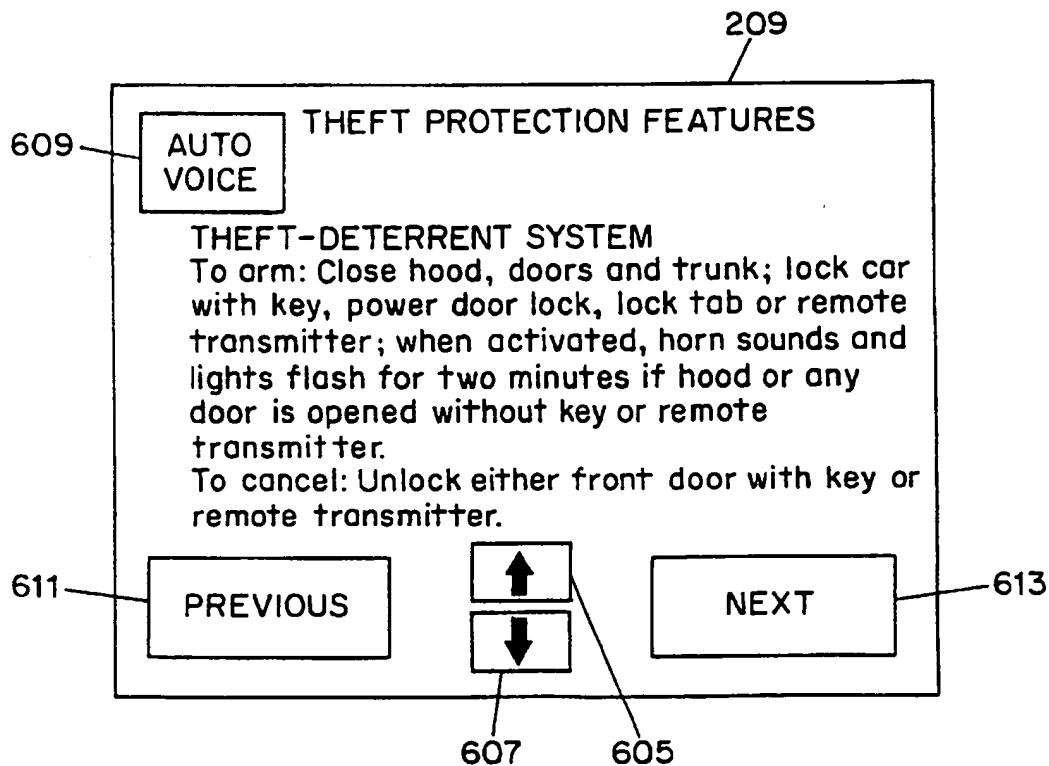 209
THEFT PROTECTION FEATURES
609
AUTO
VOICE
THEFT-DETERRENT SYSTEM
To arm: Close hood, doors and trunk; lock car
with key, power door lock, lock tab or remote
transmitter; when activated, horn sounds and
lights flash for two minutes if hood or any
door is opened without key or remote
transmitter.
To cancel: Unlock either front door with key or
remote transmitter.
611
PREVIOUS
NEXT
613
607
605